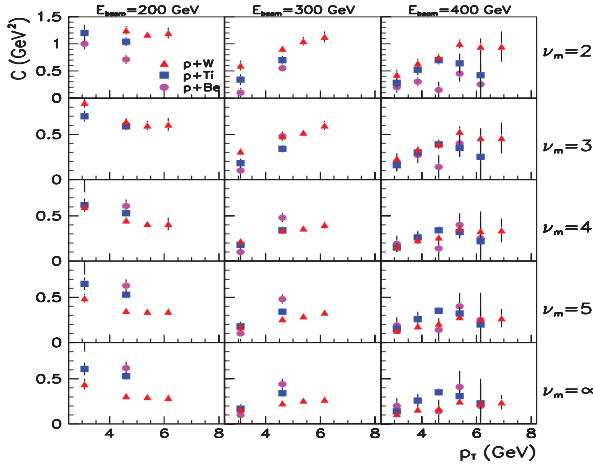 E_beam=200 GeV E_beam=300 GeV E_beam=400 GeV
C (GeV²)
1.5
1
0.5
0
p+W
p+Ti
p+Be
ν_m=2
0.5
0
ν_m=3
0.5
0
ν_m=4
0.5
0
ν_m=5
0.5
0
ν_m=∝
4 6 8 4 6 8 4 6 8
p_T (GeV)